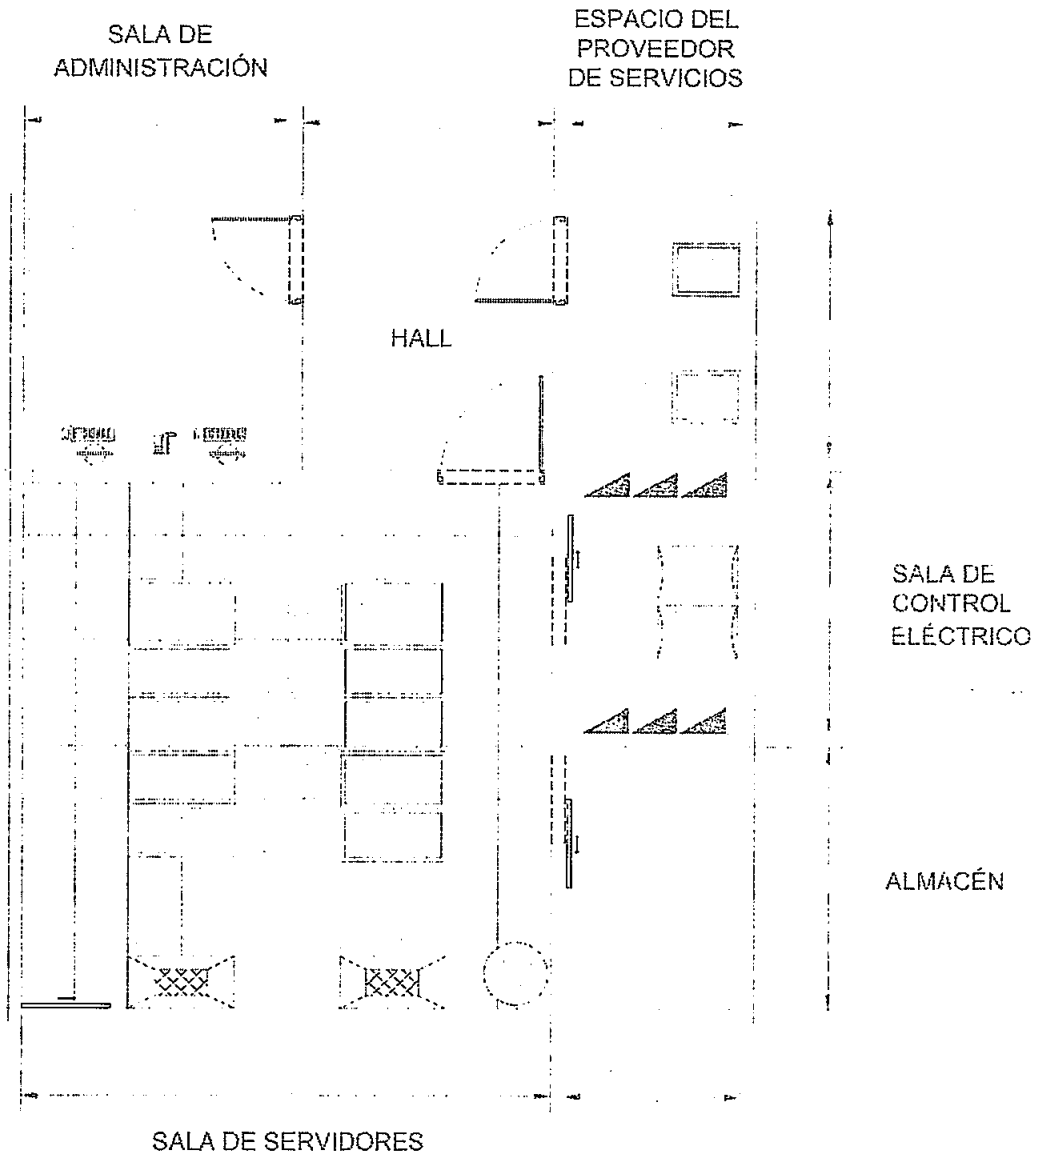 SALA DE
ADMINISTRACIÓN
ESPACIO DEL
PROVEEDOR
DE SERVICIOS
HALL
SALA DE
CONTROL
ELÉCTRICO
ALMACÉN
SALA DE SERVIDORES